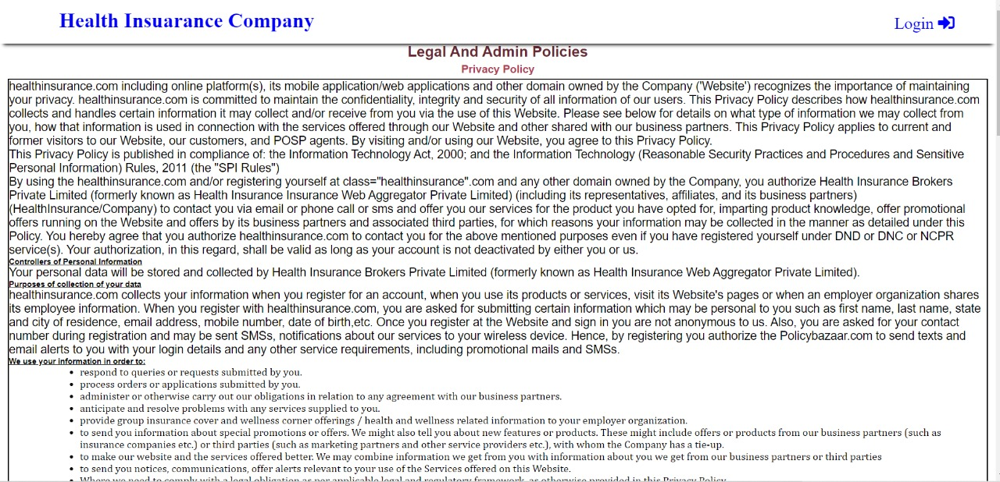 Health Insuarance Company
Login
Legal And Admin Policies
Privacy Policy
healthinsurance.com including online platform(s), its mobile application/web applications and other domain owned by the Company ('Website') recognizes the importance of maintaining
your privacy. healthinsurance.com is committed to maintain the confidentiality, integrity and security of all information of our users. This Privacy Policy describes how healthinsurance.com
collects and handles certain information it may collect and/or receive from you via the use of this Website. Please see below for details on what type of information we may collect from
you, how that information is used in connection with the services offered through our Website and other shared with our business partners. This Privacy Policy applies to current and
former visitors to our Website, our customers, and POSP agents. By visiting and/or using our Website, you agree to this Privacy Policy.
This Privacy Policy is published in compliance of: the Information Technology Act, 2000; and the Information Technology (Reasonable Security Practices and Procedures and Sensitive
Personal Information) Rules, 2011 (the "SPI Rules")
By using the healthinsurance.com and/or registering yourself at class="healthinsurance".com and any other domain owned by the Company, you authorize Health Insurance Brokers
Private Limited (formerly known as Health Insurance Insurance Web Aggregator Private Limited) (including its representatives, affiliates, and its business partners)
(HealthInsurance/Company) to contact you via email or phone call or sms and offer you our services for the product you have opted for, imparting product knowledge, offer promotional
offers running on the Website and offers by its business partners and associated third parties, for which reasons your information may be collected in the manner as detailed under this
Policy. You hereby agree that you authorize healthinsurance.com to contact you for the above mentioned purposes even if you have registered yourself under DND or DNC or NCPR
service(s). Your authorization, in this regard, shall be valid as long as your account is not deactivated by either you or us.
Controllers of Personal Information
Your personal data will be stored and collected by Health Insurance Brokers Private Limited (formerly known as Health Insurance Web Aggregator Private Limited).
Purposes of collection of your data
healthinsurance.com collects your information when you register for an account, when you use its products or services, visit its Website's pages or when an employer organization shares
its employee information. When you register with healthinsurance.com, you are asked for submitting certain information which may be personal to you such as first name, last name, state
and city of residence, email address, mobile number, date of birth,etc. Once you register at the Website and sign in you are not anonymous to us. Also, you are asked for your contact
number during registration and may be sent SMSs, notifications about our services to your wireless device. Hence, by registering you authorize the Policybazaar.com to send texts and
email alerts to you with your login details and any other service requirements, including promotional mails and SMSs.
We use your information in order to:
• respond to queries or requests submitted by you.
• process orders or applications submitted by you.
• administer or otherwise carry out our obligations in relation to any agreement with our business partners.
• anticipate and resolve problems with any services supplied to you.
• provide group insurance cover and wellness corner offerings / health and wellness related information to your employer organization.
• to send you information about special promotions or offers. We might also tell you about new features or products. These might include offers or products from our business partners (such as
insurance companies etc.) or third parties (such as marketing partners and other service providers etc.), with whom the Company has a tie-up.
• to make our website and the services offered better. We may combine information we get from you with information about you we get from our business partners or third parties
• to send you notices, communications, offer alerts relevant to your use of the Services offered on this Website.
• Where we need to comply with a legal obligation as per applicable legal and regulatory framework, as otherwise provided in this Privacy Policy.